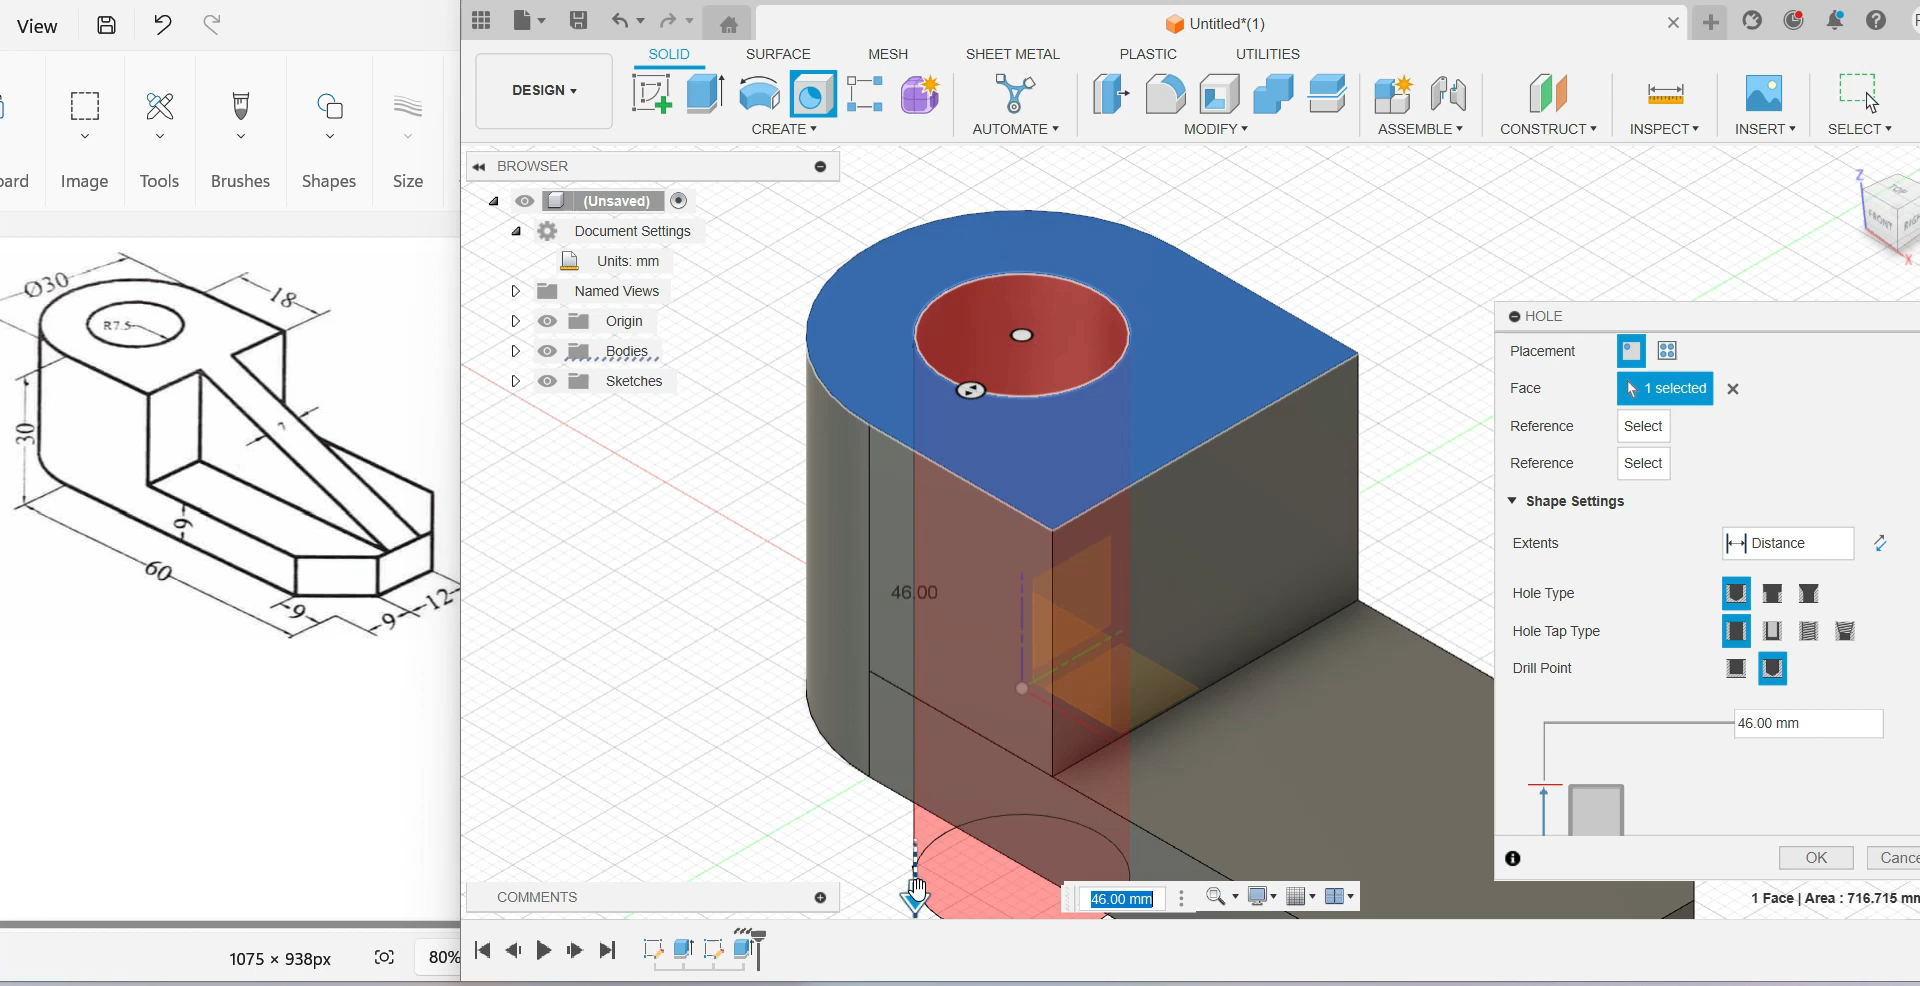 View
Untitled*(1)
SOLID
SURFACE
MESH
SHEET METAL
PLASTIC
UTILITIES
DESIGN
CREATE
AUTOMATE
MODIFY
ASSEMBLE
CONSTRUCT
INSPECT
INSERT
SELECT
Image
Tools
Brushes
Shapes
Size
BROWSER
(Unsaved)
Document Settings
Units: mm
Named Views
Origin
Bodies
Sketches
Z
TOP
FRONT
X
Ø30
18
R7.5
30
7
9
60
9
9
12
46.00
HOLE
Placement
Face
1 selected
Reference
Select
Reference
Select
Shape Settings
Extents
Distance
Hole Type
Hole Tap Type
Drill Point
46.00 mm
OK
COMMENTS
46.00 mm
1 Face | Area : 716.715
1075 × 938px
80%